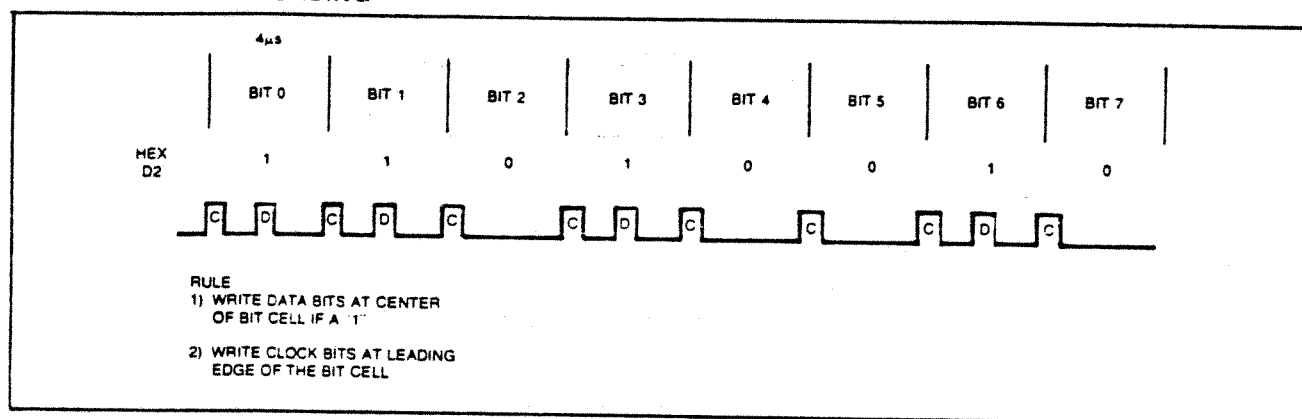 4µs
BIT 0 BIT 1 BIT 2 BIT 3 BIT 4 BIT 5 BIT 6 BIT 7
HEX
D2 1 1 0 1 0 0 1 0
C D C D C C D C C C D C
RULE
1) WRITE DATA BITS AT CENTER
OF BIT CELL IF A "1"
2) WRITE CLOCK BITS AT LEADING
EDGE OF THE BIT CELL